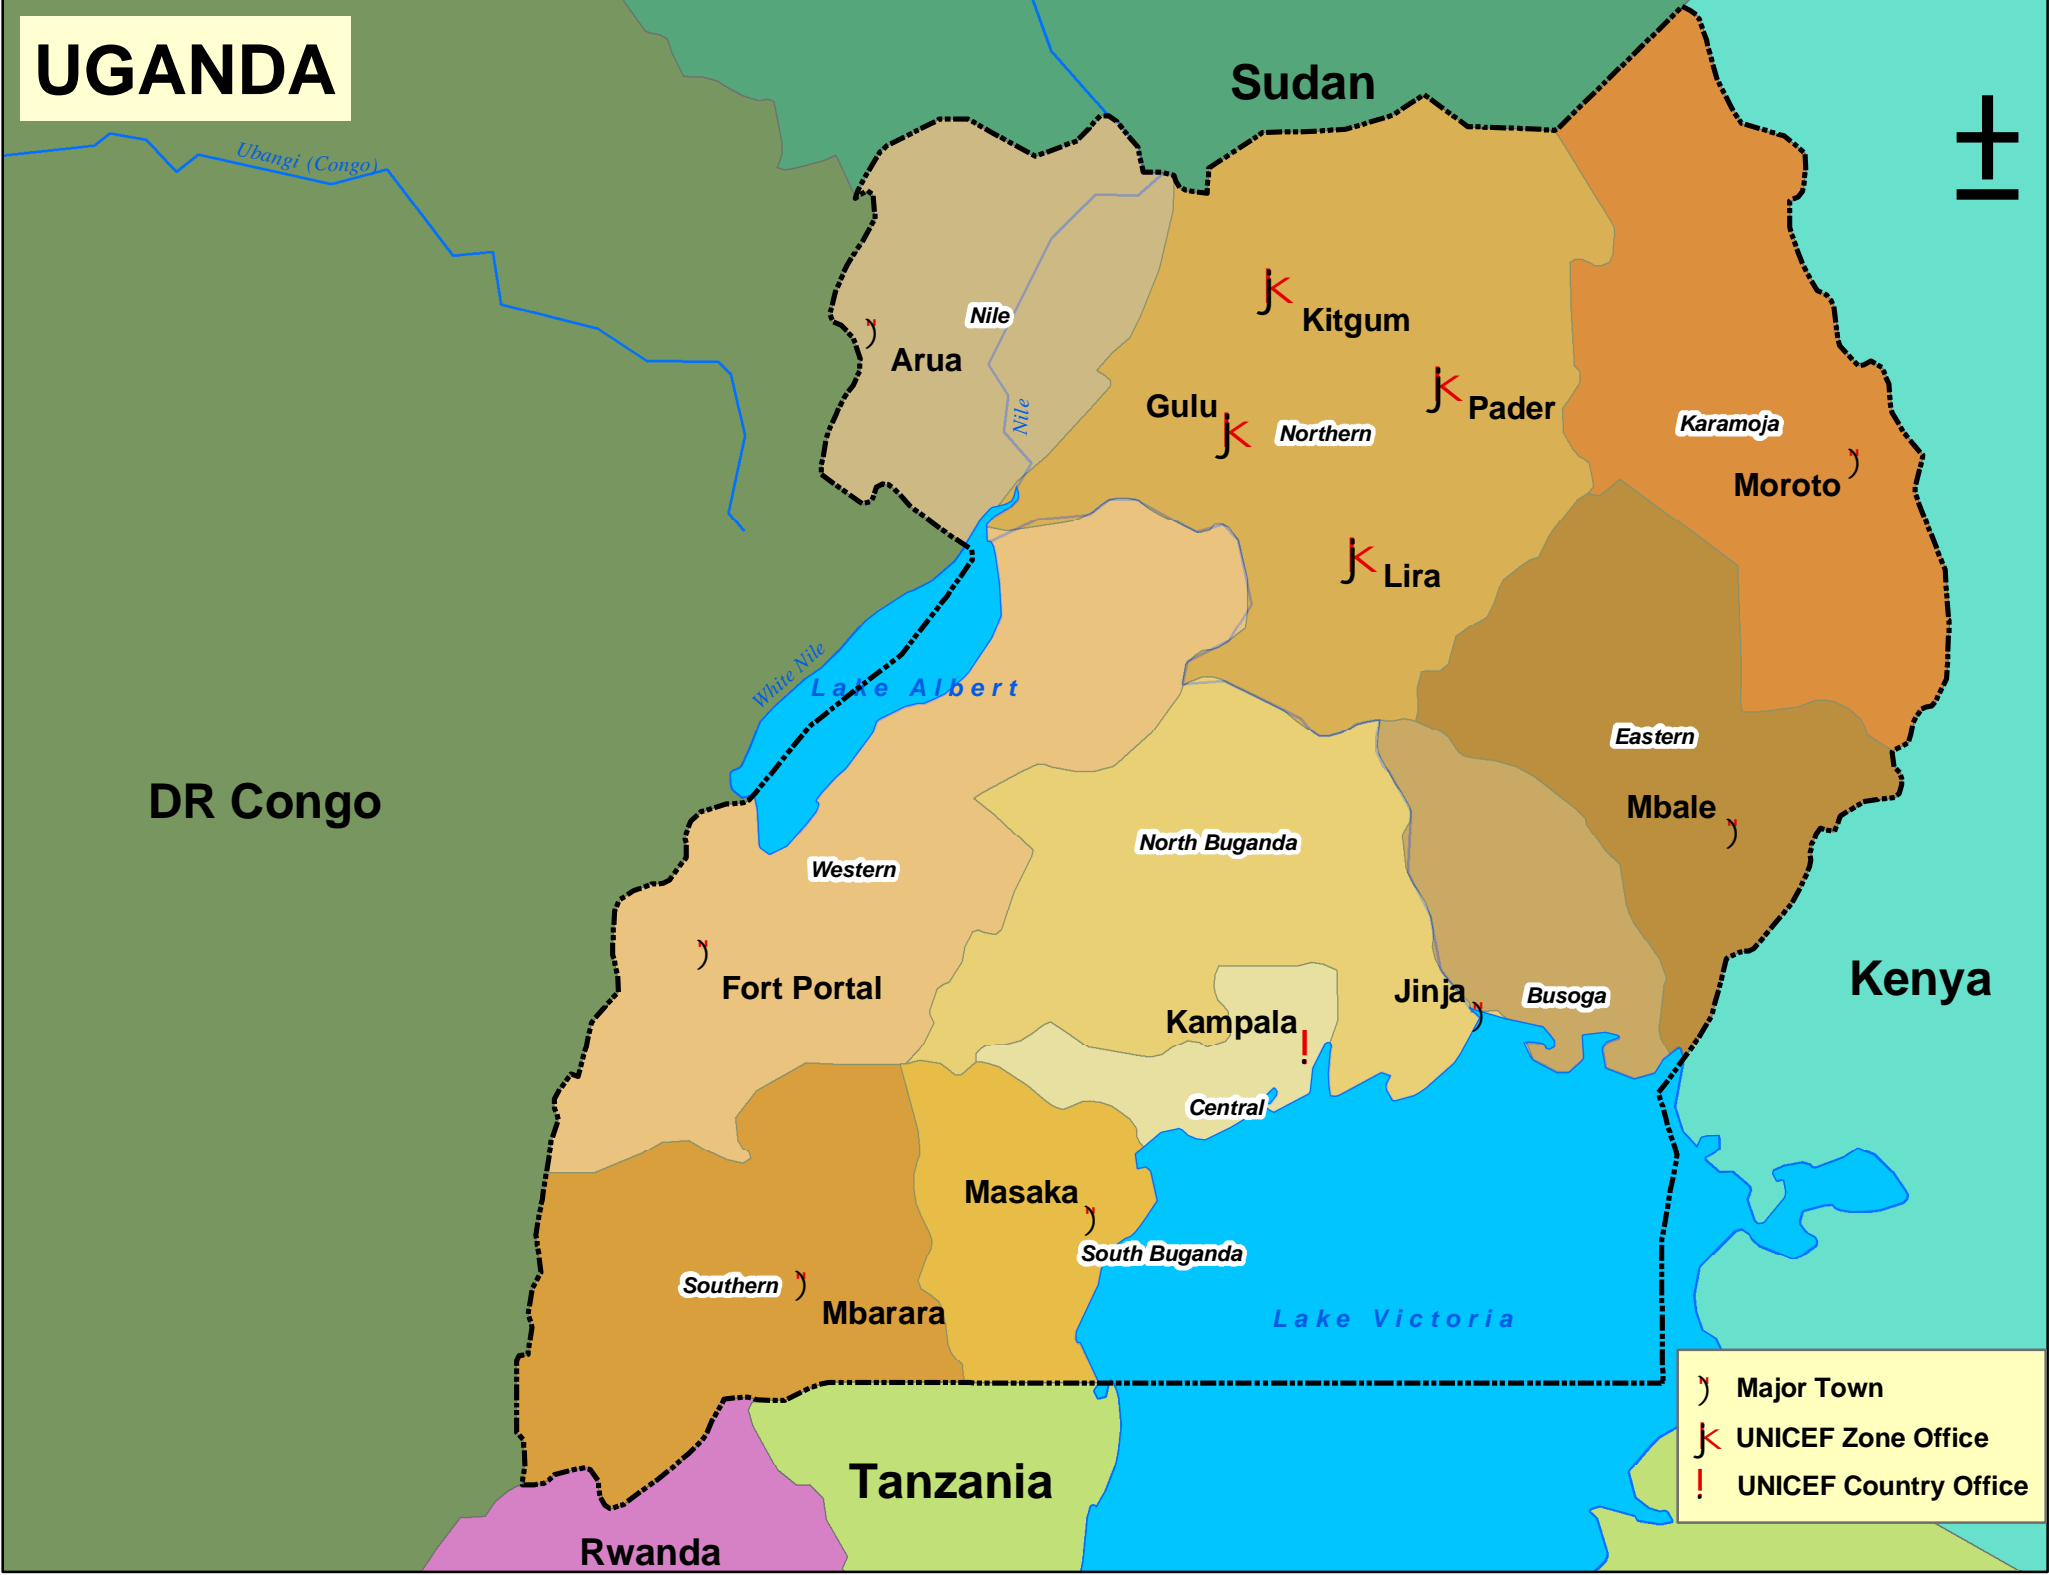 UGANDA
Sudan
Ubangi (Congo)
Nile
Arua
Kitgum
Nile
Gulu
Pader
Northern
Karamoja
Moroto
Lira
White Nile
Lake Albert
Eastern
DR Congo
Mbale
North Buganda
Western
Kenya
Fort Portal
Jinja
Busoga
Kampala
Central
Masaka
South Buganda
Southern
Mbarara
Lake Victoria
Major Town
UNICEF Zone Office
UNICEF Country Office
Tanzania
Rwanda